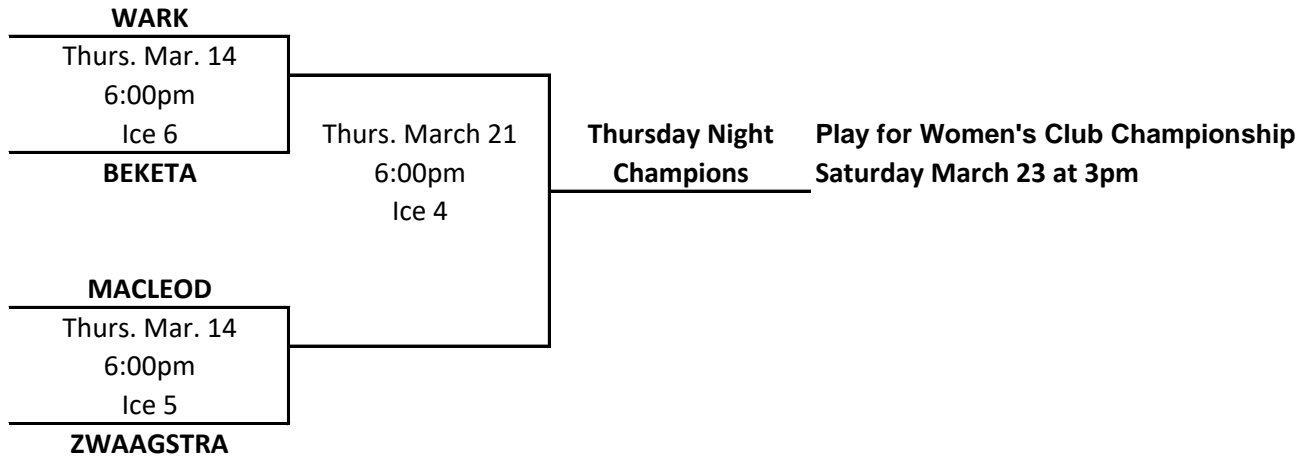 WARK
Thurs. Mar. 14
6:00pm
Ice 6
BEKETA
Thurs. March 21
6:00pm
Ice 4
Thursday Night
Champions
Play for Women's Club Championship
Saturday March 23 at 3pm
MACLEOD
Thurs. Mar. 14
6:00pm
Ice 5
ZWAAGSTRA